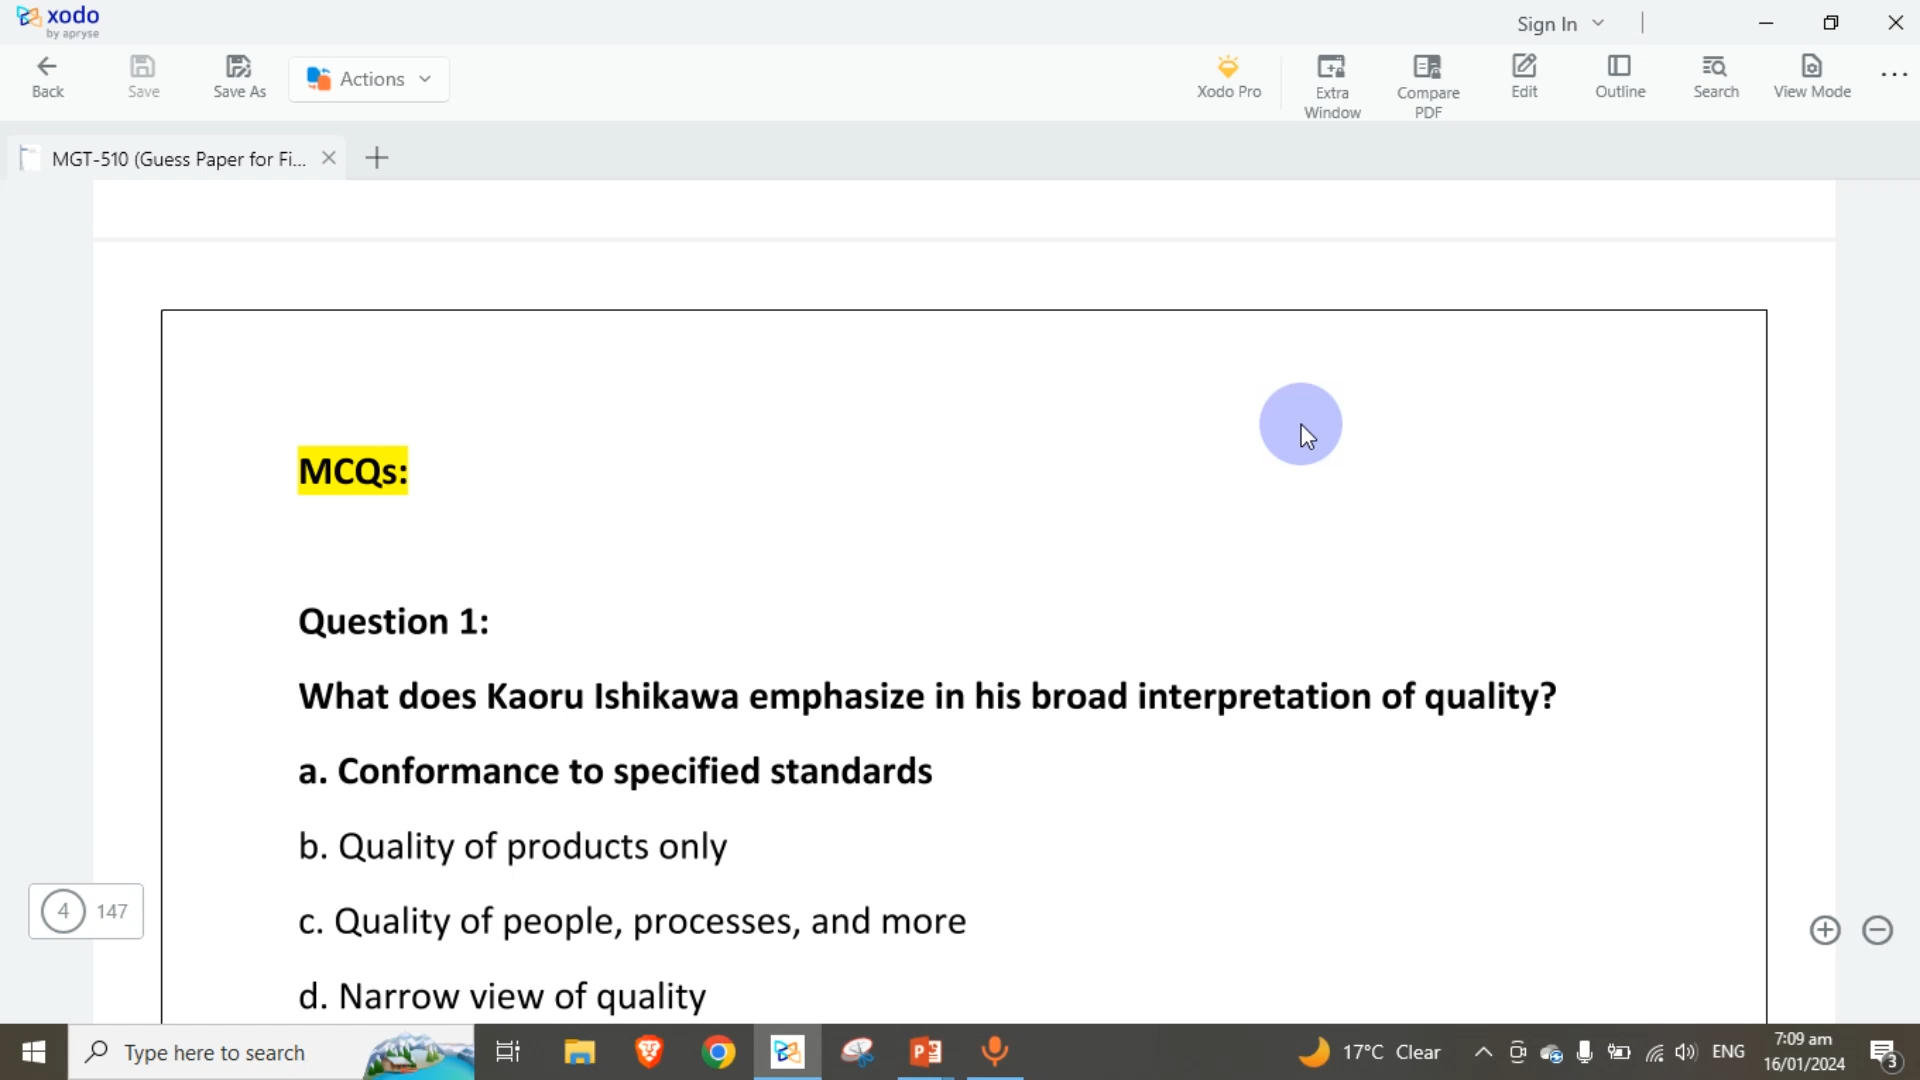 xodo
by apryse
Sign In
Back
Save
Save As
Actions
Xodo Pro
Extra Window
Compare PDF
Edit
Outline
Search
View Mode
MGT-510 (Guess Paper for Fi...
MCQs:
Question 1:
What does Kaoru Ishikawa emphasize in his broad interpretation of quality?
a. Conformance to specified standards
b. Quality of products only
c. Quality of people, processes, and more
d. Narrow view of quality
4 147
Type here to search
17°C Clear
ENG
7:09 am
16/01/2024
3